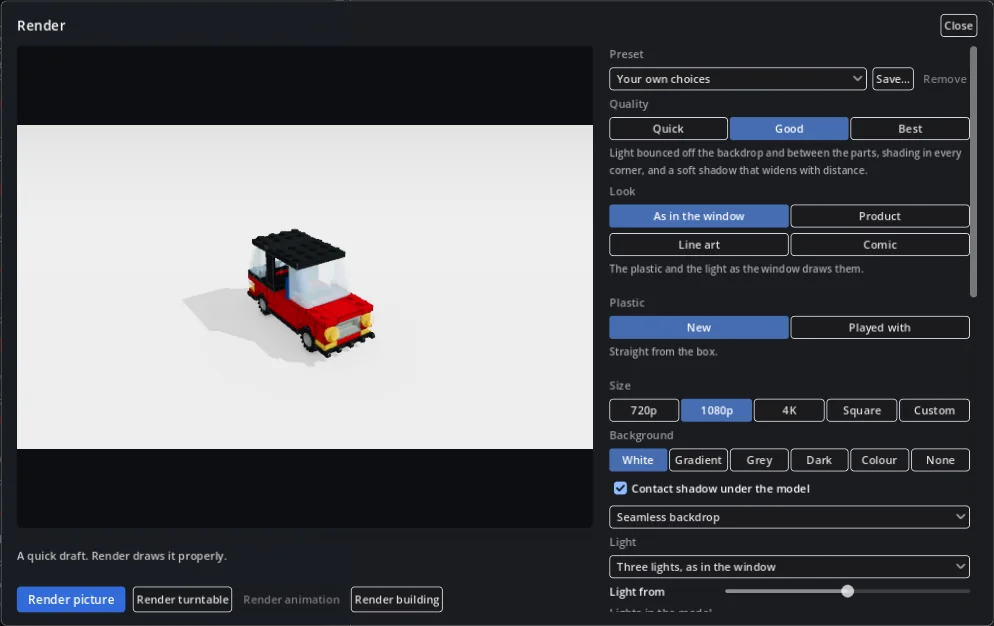 Render
Close
Preset
Your own choices
Save...
Remove
Quality
Quick
Good
Best
Light bounced off the backdrop and between the parts, shading in every
corner, and a soft shadow that widens with distance.
Look
As in the window
Product
Line art
Comic
The plastic and the light as the window draws them.
Plastic
New
Played with
Straight from the box.
Size
720p
1080p
4K
Square
Custom
Background
White
Gradient
Grey
Dark
Colour
None
Contact shadow under the model
Seamless backdrop
Light
Three lights, as in the window
Light from
Lights in the model
A quick draft. Render draws it properly.
Render picture
Render turntable
Render animation
Render building